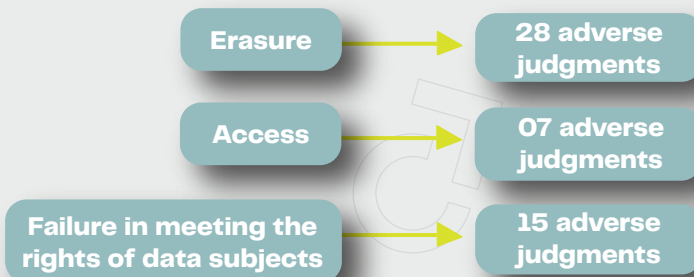 Erasure
28 adverse
judgments
Access
07 adverse
judgments
Failure in meeting the
rights of data subjects
15 adverse
judgments